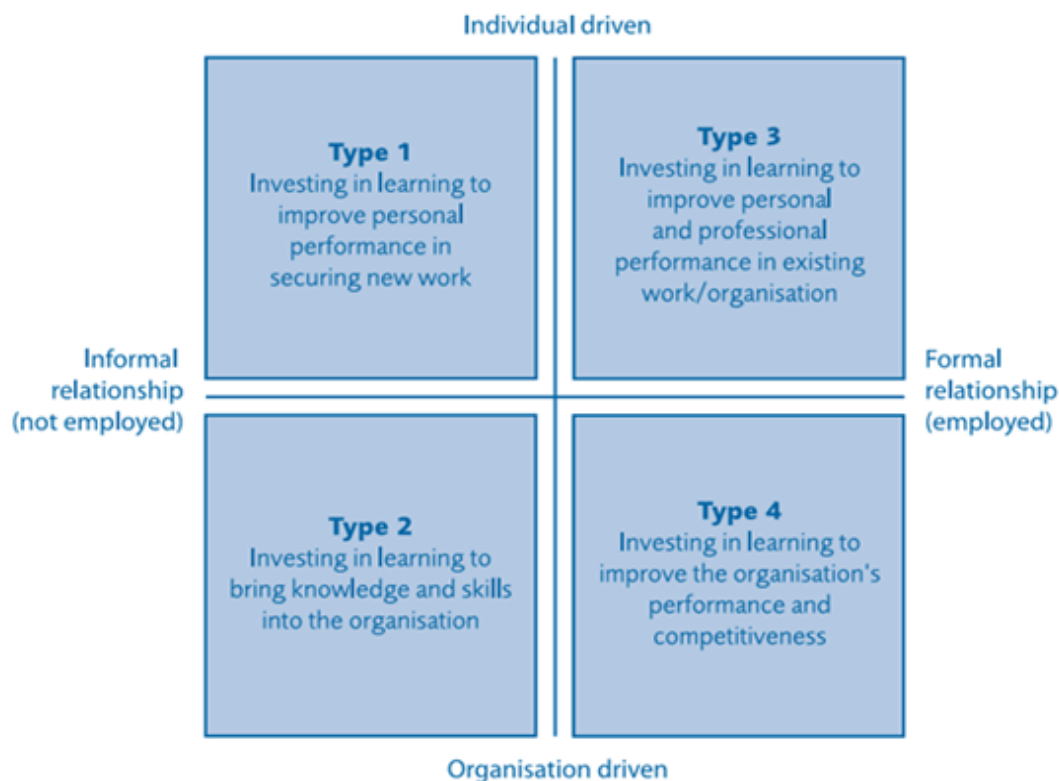 Individual driven
Type 1
Investing in learning to
improve personal
performance in
securing new work
Type 3
Investing in learning to
improve personal
and professional
performance in existing
work/organisation
Informal
relationship
(not employed)
Formal
relationship
(employed)
Type 2
Investing in learning to
bring knowledge and skills
into the organisation
Type 4
Investing in learning to
improve the organisation's
performance and
competitiveness
Organisation driven